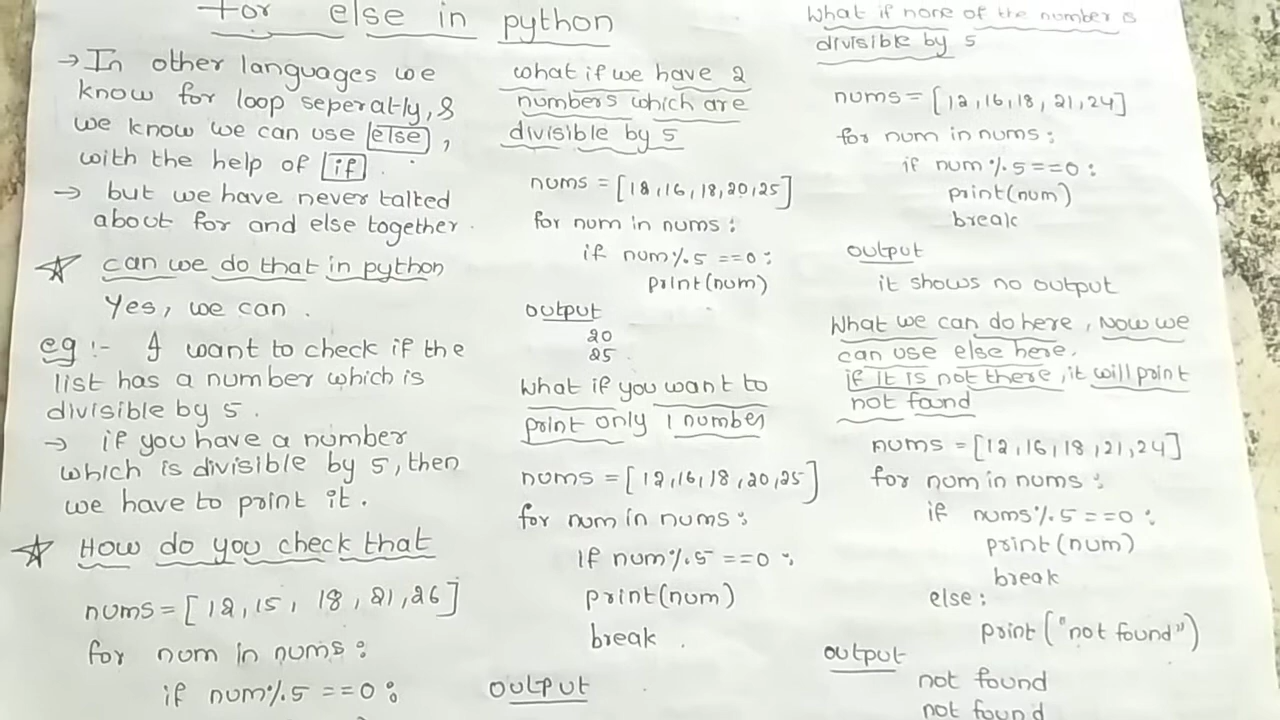 for else in python
→ In other languages we
know for loop seperatly, &
we know we can use else,
with the help of if.
→ but we have never talted
about for and else together.
☆ can we do that in python
Yes, we can.
eg :- I want to check if the
list has a number which is
divisible by 5.
→ if you have a number
which is divisible by 5, then
we have to print it.
☆ How do you check that
nums = [12, 15, 18, 21, 26]
for num in nums:
if num%5 ==0:
what if we have 2
numbers which are
divisible by 5
nums = [18,16,18,20,25]
for num in nums:
if num%5 ==0:
print(num)
output
20
25
What if you want to
print only 1 number
nums = [12,16,18,20,25]
for num in nums:
If num%5 ==0:
print(num)
break.
output
What if none of the number is
divisible by 5
nums = [12,16,18,21,24]
for num in nums:
if num%5==0:
print(num)
break
output
it shows no output
What we can do here, Now we
can use else here.
if it is not there, it will print
not found
nums = [12,16,18,21,24]
for num in nums:
if nums%5==0:
print(num)
break
else:
print("not found")
output
not found
not found